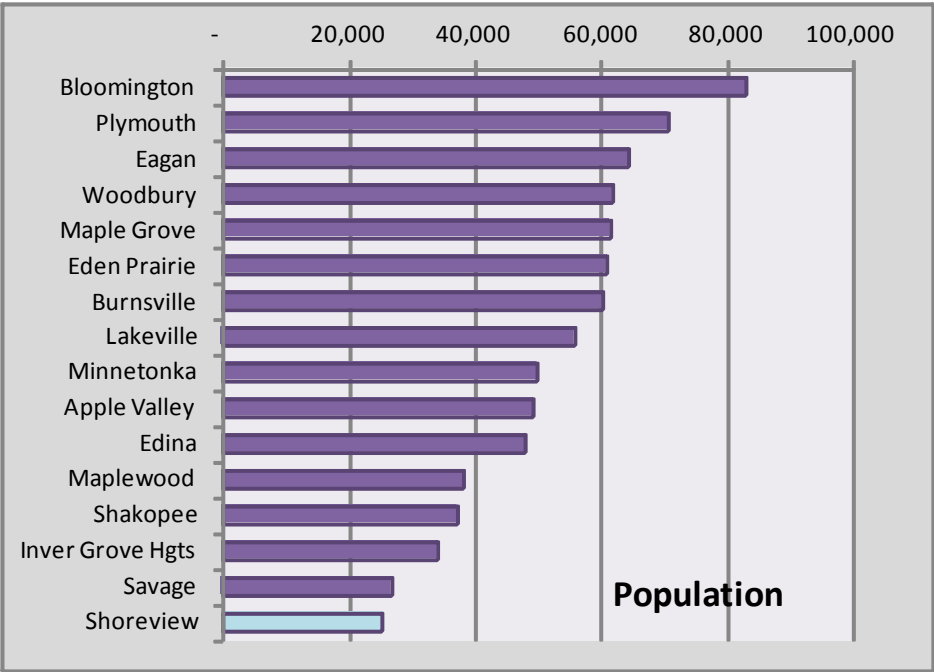 - 20,000 40,000 60,000 80,000 100,000
Bloomington
Plymouth
Eagan
Woodbury
Maple Grove
Eden Prairie
Burnsville
Lakeville
Minnetonka
Apple Valley
Edina
Maplewood
Shakopee
Inver Grove Hgts
Savage
Population
Shoreview